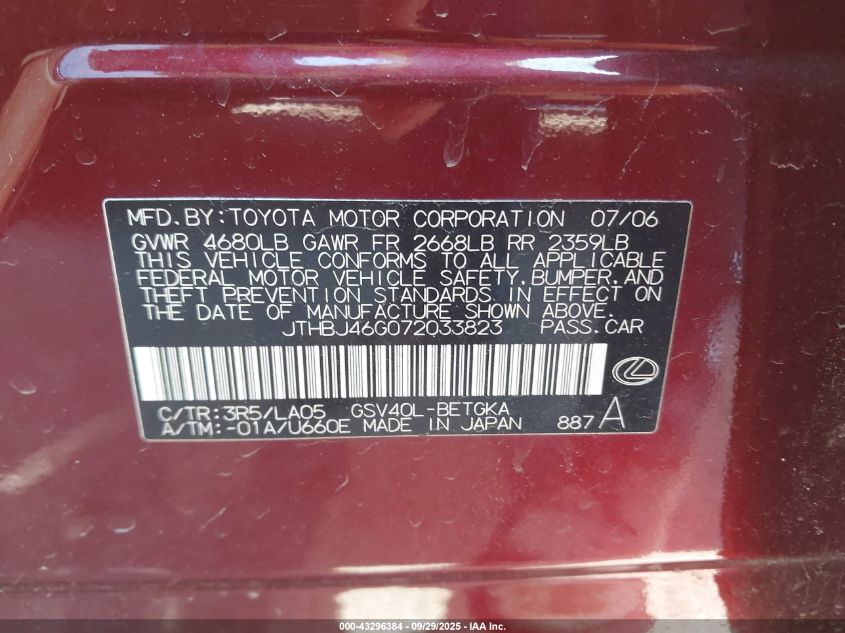 MFD.BY:TOYOTA MOTOR CORPORATION 07/06
GVWR 4680LB GAWR FR 2668LB RR 2359LB
THIS VEHICLE CONFORMS TO ALL APPLICABLE
FEDERAL MOTOR VEHICLE SAFETY,BUMPER,AND
THEFT PREVENTION STANDARDS IN EFFECT ON
THE DATE OF MANUFACTURE SHOWN ABOVE.
JTHBJ46G072033823 PASS.CAR
C/TR:3R5/LA05 GSV40L-BETGKA
A/TM:-01A/U660E MADE IN JAPAN 887A
000-43296384 - 09/29/2025 - IAA Inc.